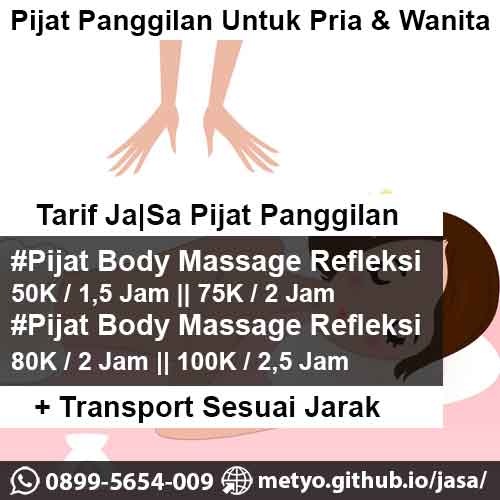 Pijat Panggilan Untuk Pria & Wanita
Tarif Ja|Sa Pijat Panggilan
#Pijat Body Massage Refleksi
50K / 1,5 Jam || 75K / 2 Jam
#Pijat Body Massage Refleksi
80K / 2 Jam || 100K / 2,5 Jam
+ Transport Sesuai Jarak
0899-5654-009 metyo.github.io/jasa/